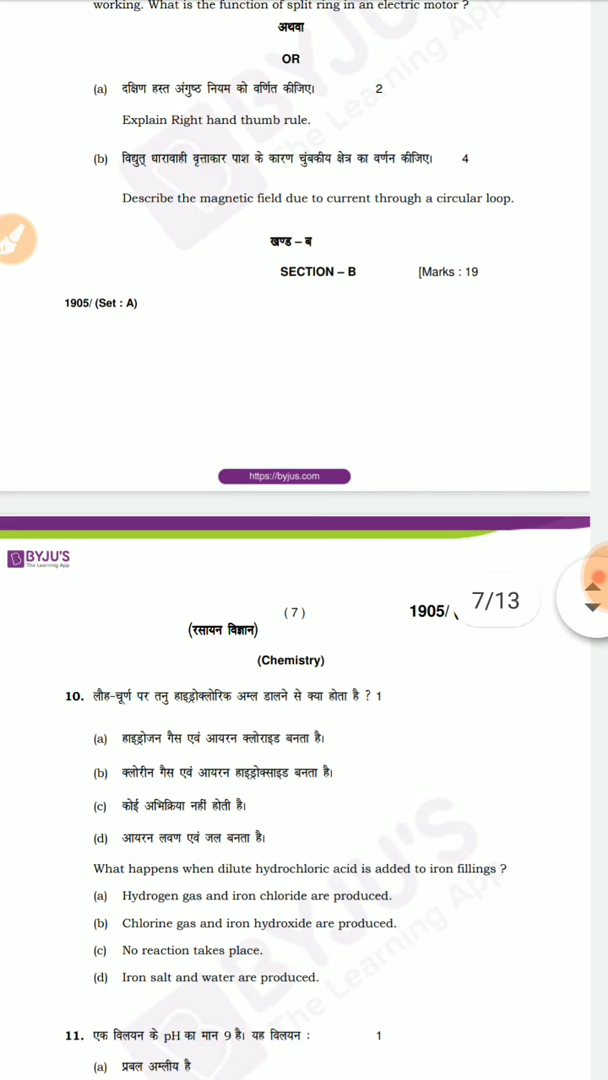 working. What is the function of split ring in an electric motor ?
अथवा
OR
(a) दक्षिण हस्त अंगुष्ठ नियम को वर्णित कीजिए। 2
Explain Right hand thumb rule.
(b) विद्युत् धारावाही वृत्ताकार पाश के कारण चुंबकीय क्षेत्र का वर्णन कीजिए। 4
Describe the magnetic field due to current through a circular loop.
खण्ड – ब
SECTION – B [Marks : 19
1905/ (Set : A)
https://byjus.com
BYJU'S
The Learning App
( 7 ) 1905/ 7/13
(रसायन विज्ञान)
(Chemistry)
10. लौह-चूर्ण पर तनु हाइड्रोक्लोरिक अम्ल डालने से क्या होता है ? 1
(a) हाइड्रोजन गैस एवं आयरन क्लोराइड बनता है।
(b) क्लोरीन गैस एवं आयरन हाइड्रोक्साइड बनता है।
(c) कोई अभिक्रिया नहीं होती है।
(d) आयरन लवण एवं जल बनता है।
What happens when dilute hydrochloric acid is added to iron fillings ?
(a) Hydrogen gas and iron chloride are produced.
(b) Chlorine gas and iron hydroxide are produced.
(c) No reaction takes place.
(d) Iron salt and water are produced.
11. एक विलयन के pH का मान 9 है। यह विलयन : 1
(a) प्रबल अम्लीय है
BYJU'S
The Learning App